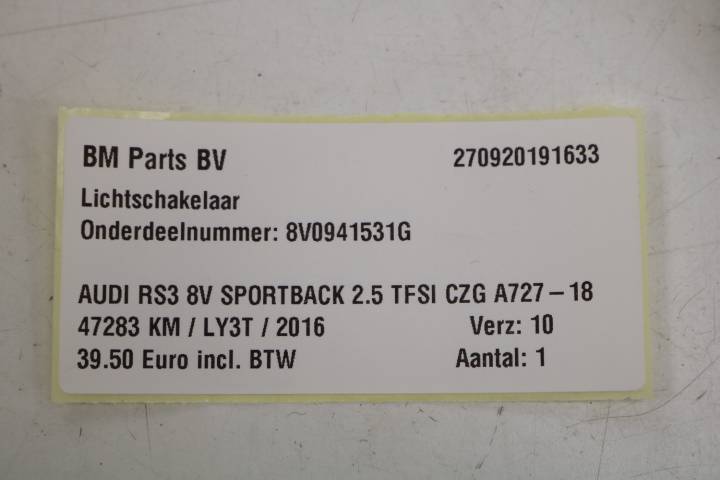 BM Parts BV 270920191633
Lichtschakelaar
Onderdeelnummer: 8V0941531G
AUDI RS3 8V SPORTBACK 2.5 TFSI CZG A727 – 18
47283 KM / LY3T / 2016 Verz: 10
39.50 Euro incl. BTW Aantal: 1